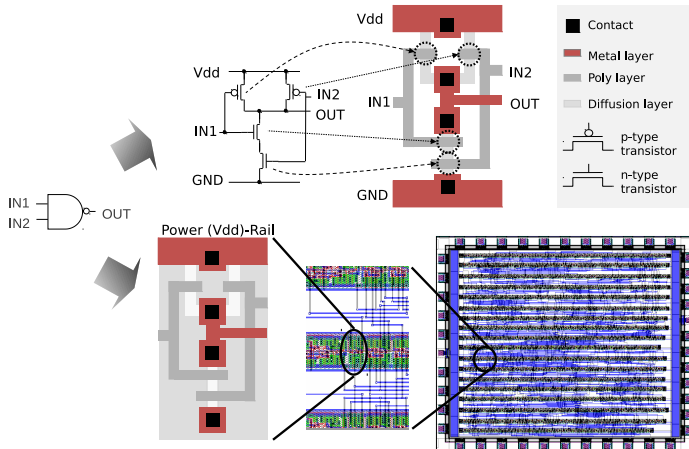 Vdd
Contact
Metal layer
Vdd
IN2
Poly layer
IN2
IN1
OUT
OUT
Diffusion layer
IN1
p-type
transistor
GND
GND
n-type
transistor
IN1
OUT
IN2
Power (Vdd)-Rail